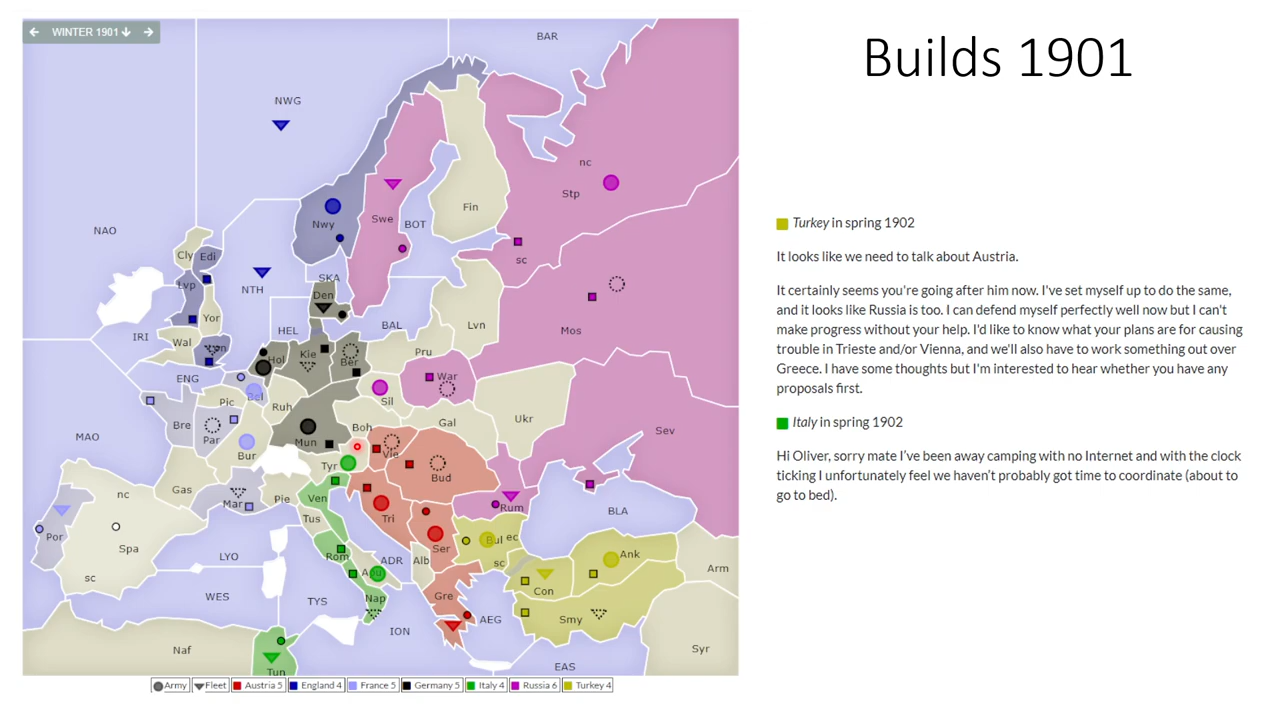 WINTER 1901
Builds 1901
BAR
NWG
nc
Stp
NAO
Fin
Nwy
Swe
BOT
Cly
Edi
sc
SKA
NTH
Lvp
Den
Mos
Yor
Lvn
HEL
BAL
IRI
Wal
Lon
Hol
Kie
Ber
Pru
ENG
War
Pic
Bel
Ruh
Sil
Ukr
Bre
Par
Mun
Boh
Gal
Sev
MAO
Bur
Vie
Tyr
Bud
nc
Gas
Mar
Pie
Ven
Tri
Rum
Por
Spa
Tus
Ser
BLA
Bul
ec
LYO
Rom
ADR
Alb
sc
Ank
Apu
Con
Arm
sc
WES
TYS
Nap
Gre
AEG
Smy
ION
Naf
Tun
EAS
Syr
Army Fleet Austria 5 England 4 France 5 Germany 5 Italy 4 Russia 6 Turkey 4
Turkey in spring 1902
It looks like we need to talk about Austria.
It certainly seems you're going after him now. I've set myself up to do the same,
and it looks like Russia is too. I can defend myself perfectly well now but I can't
make progress without your help. I'd like to know what your plans are for causing
trouble in Trieste and/or Vienna, and we'll also have to work something out over
Greece. I have some thoughts but I'm interested to hear whether you have any
proposals first.
Italy in spring 1902
Hi Oliver, sorry mate I've been away camping with no Internet and with the clock
ticking I unfortunately feel we haven't probably got time to coordinate (about to
go to bed).